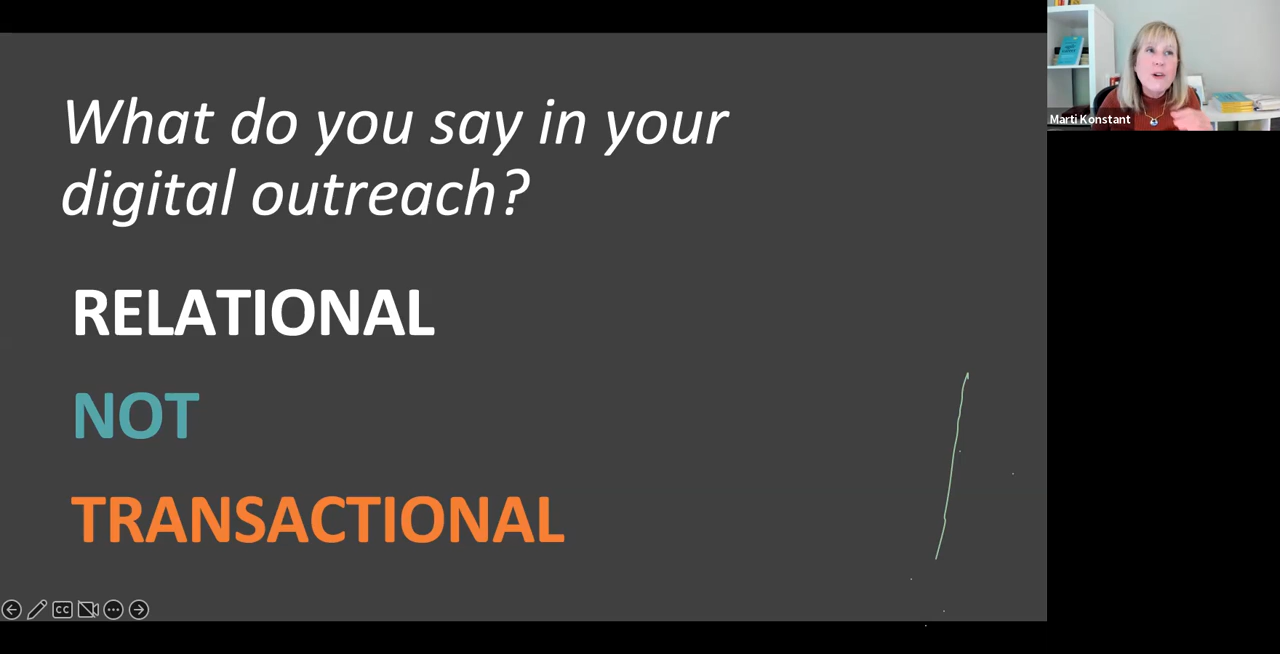 What do you say in your
digital outreach?
RELATIONAL
NOT
TRANSACTIONAL
CC
Marti Konstant